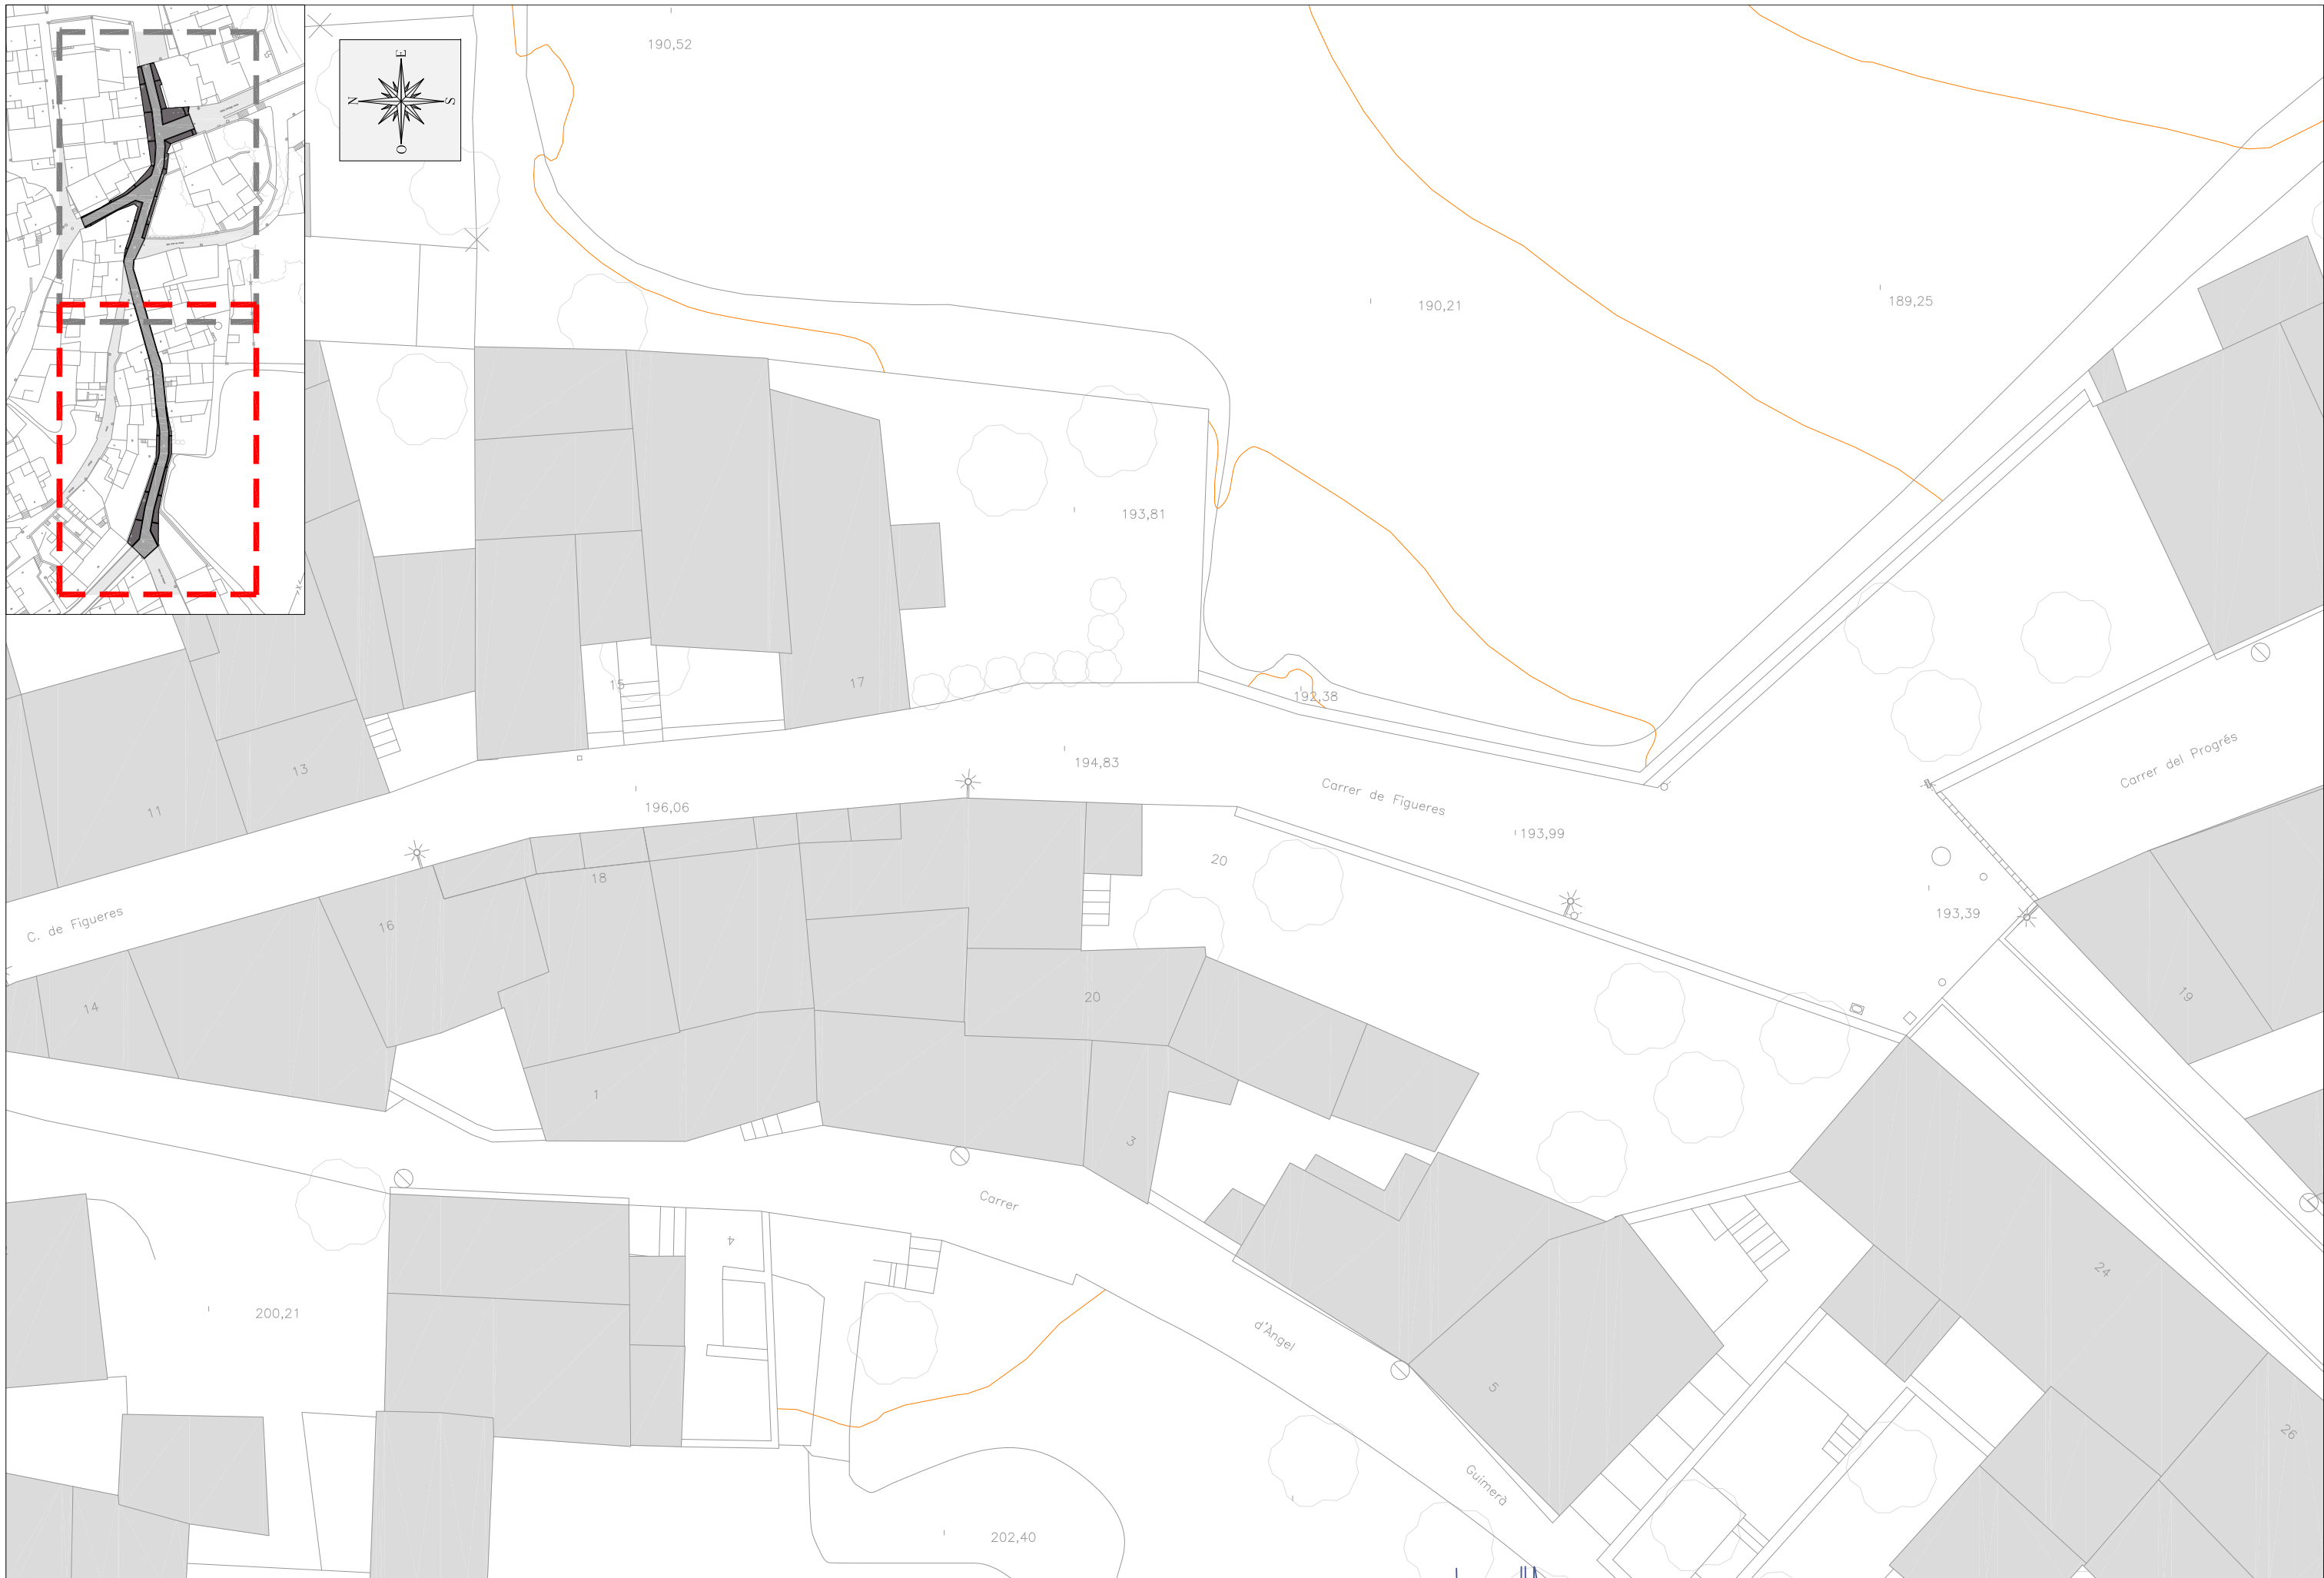 190,52
E
N
S
O
189,25
190,21
193,81
15
17
192,38
13
11
194,83
Carrer del Progrés
Carrer de Figueres
196,06
193,99
20
18
C. de Figueres
16
193,39
14
20
19
1
3
Carrer
4
24
200,21
d'Àngel
5
26
Guimerà
202,40